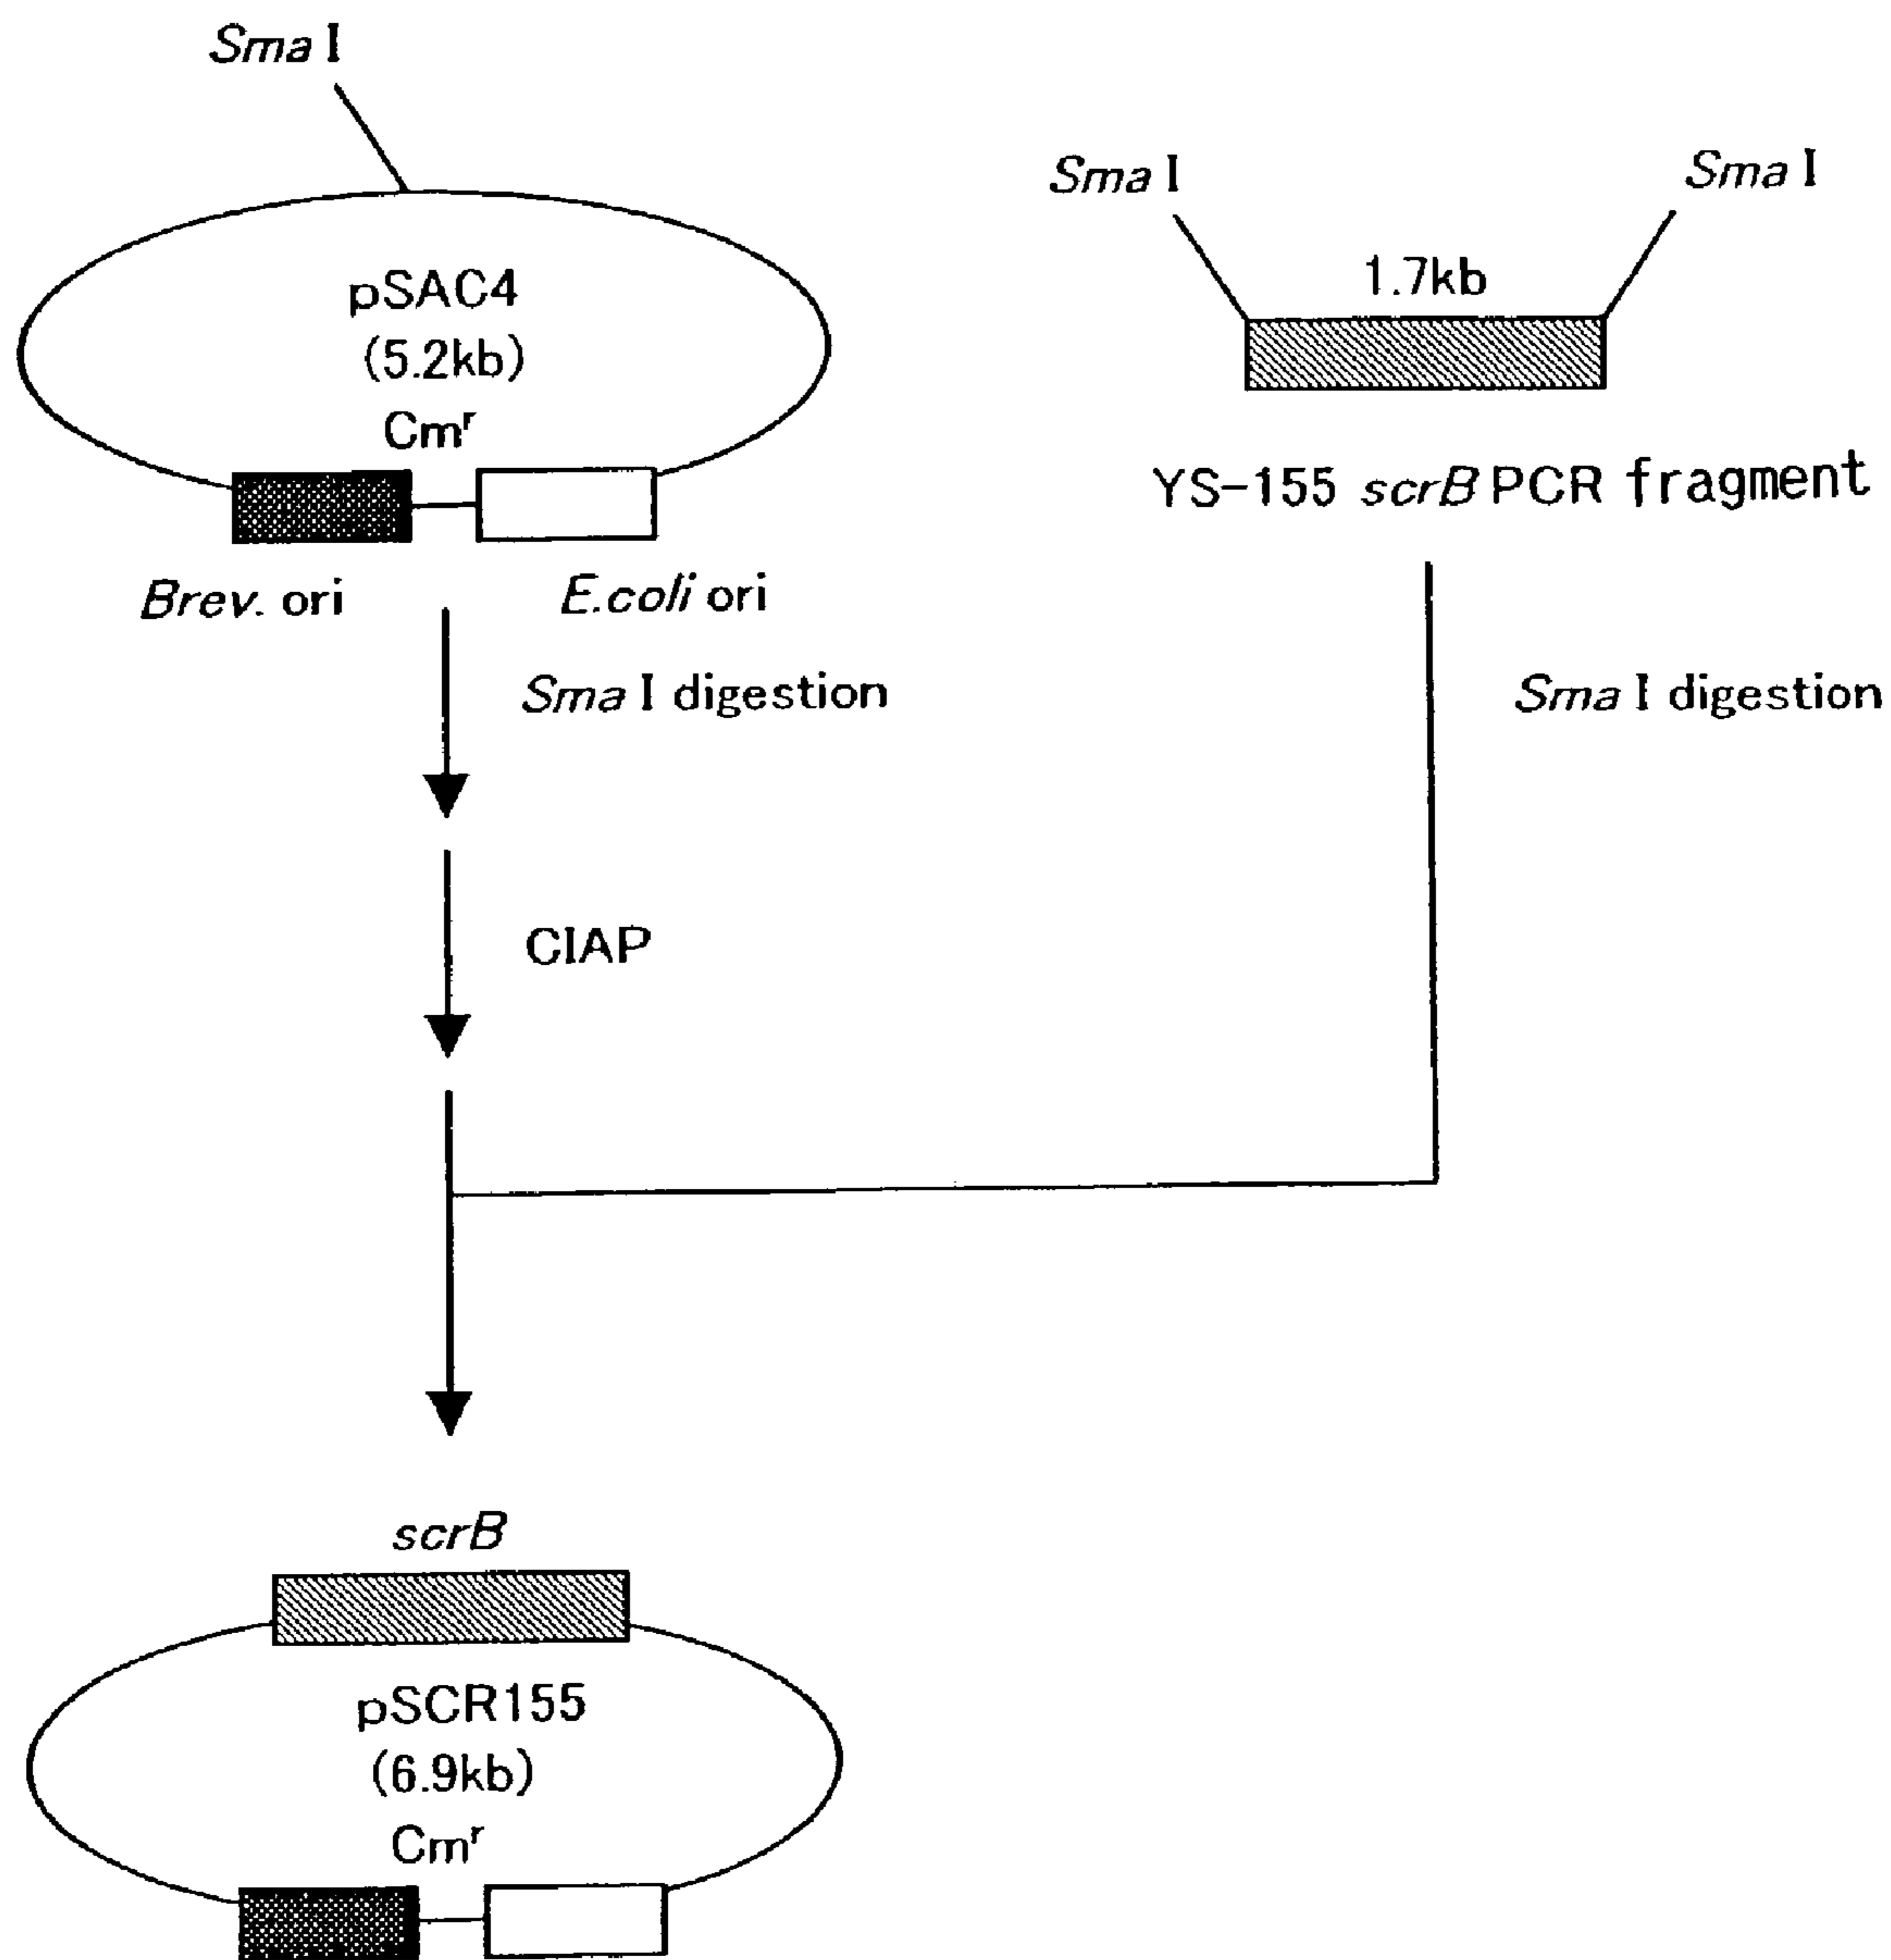 Sma I
pSAC4
(5.2kb)
Cmʳ
Brev. ori
E.coli ori
Sma I
Sma I
1.7kb
YS-155 scrB PCR fragment
Sma I digestion
Sma I digestion
CIAP
scrB
pSCR155
(6.9kb)
Cmʳ